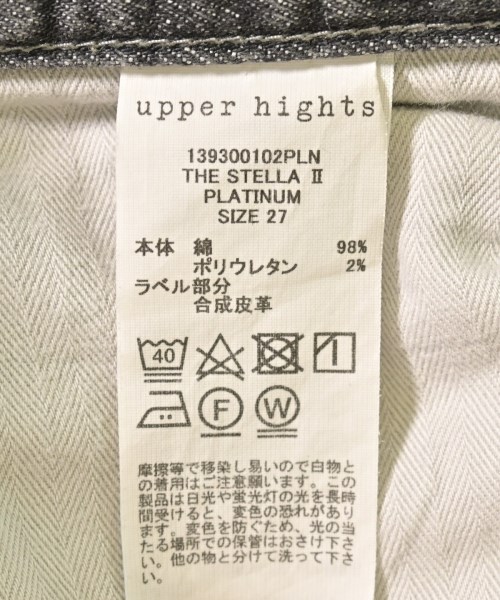 upper hights
139300102PLN
THE STELLA Ⅱ
PLATINUM
SIZE 27
本体 綿 98%
ポリウレタン 2%
ラベル部分
合成皮革
40
F W
摩擦等で移染し易いので白物と
の着用はご注意願います。この
製品は日光や蛍光灯の光を長時
間受けると、変色の恐れがあり
ます。変色を防ぐため、光の当
たる場所での保管はおさけ下さ
い。他の物と分けて洗って下さ
い。